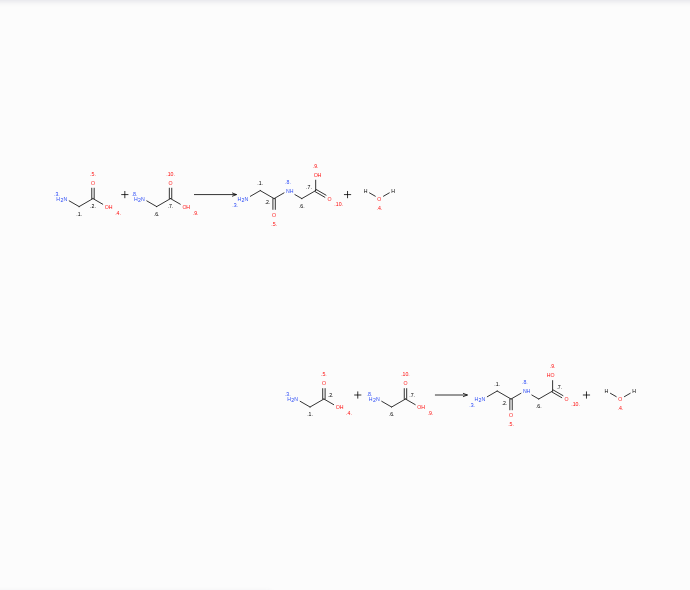 9.
.5. .10. OH
O O .1. .8. .7.
NH H H
.3. + .8. +
H₂N H₂N H₂N O O
.2. OH .7. OH .3. .2. .6. .10. 4.
.1. .4. .6. .9. O
5.
.9.
.5. .10. HO
O O .1. .8. .7.
NH H H
.3. .2. + .8. .7. +
H₂N H₂N H₂N O O
OH OH .3. .2. .6. .10. 4.
.1. .4. .6. .9. O
.5.